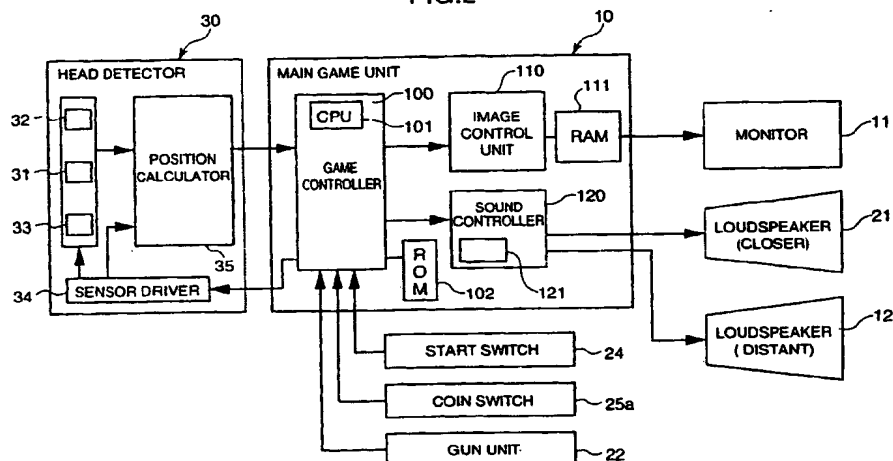 FIG.2
30
HEAD DETECTOR
32
31
33
POSITION
CALCULATOR
35
34
SENSOR DRIVER
10
MAIN GAME UNIT
100
CPU
101
GAME
CONTROLLER
110
IMAGE
CONTROL
UNIT
111
RAM
120
SOUND
CONTROLLER
121
ROM
102
MONITOR
11
LOUDSPEAKER
(CLOSER)
21
LOUDSPEAKER
( DISTANT)
12
START SWITCH
24
COIN SWITCH
25a
GUN UNIT
22